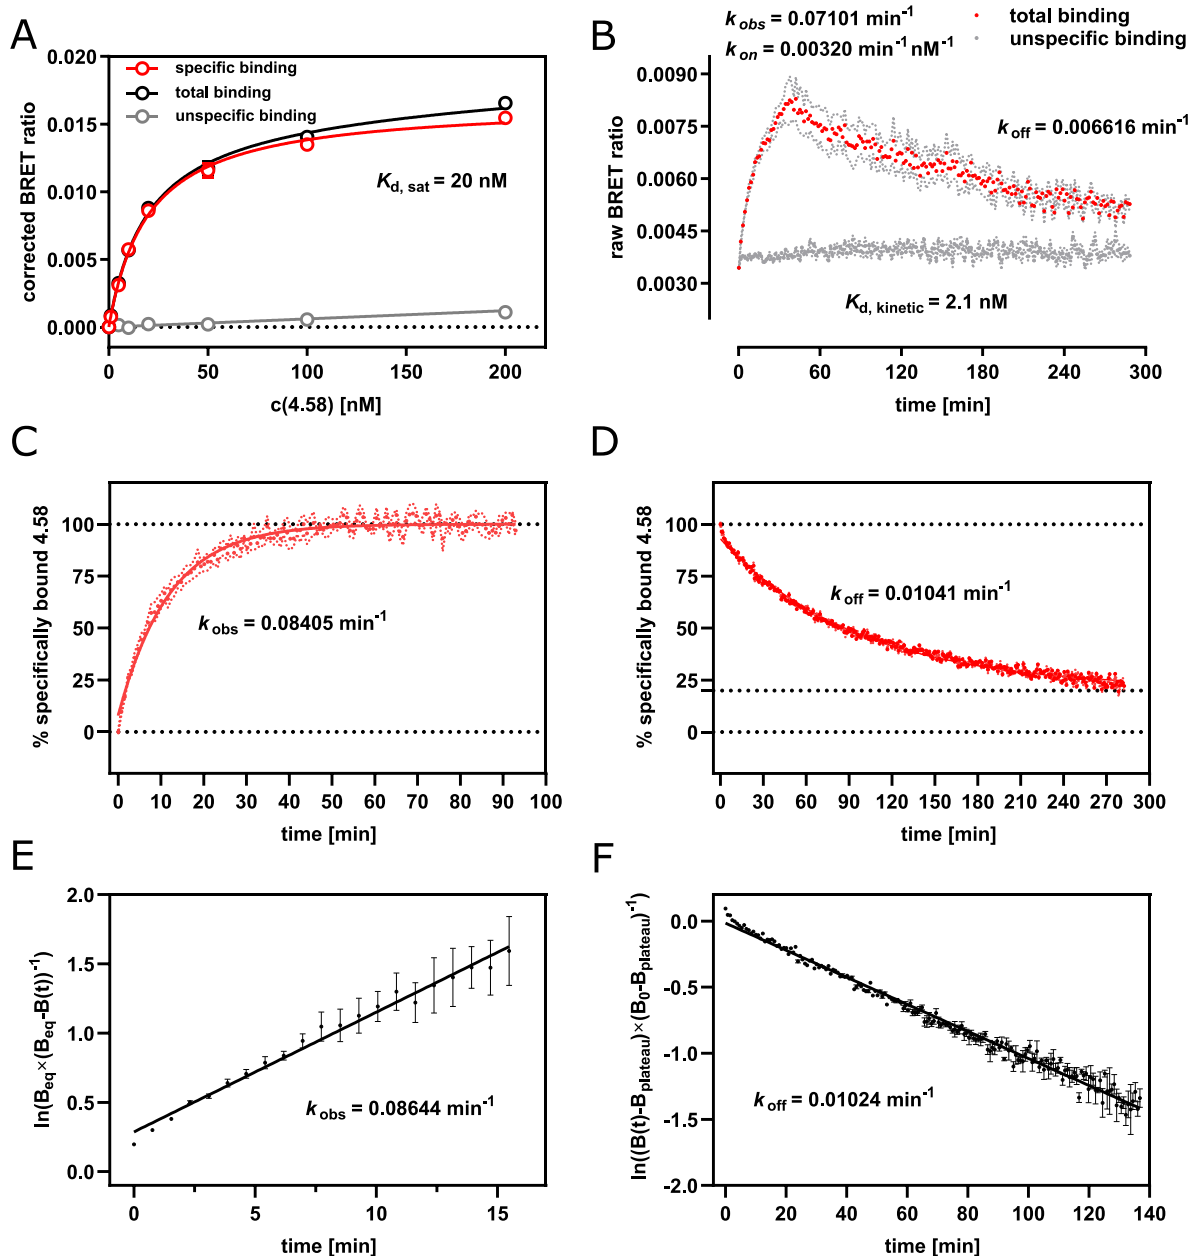 A
0.020
0.015
0.010
0.005
0.000
corrected BRET ratio
specific binding
total binding
unspecific binding
Kd, sat = 20 nM
0 50 100 150 200
c(4.58) [nM]
B
kobs = 0.07101 min-1
kon = 0.00320 min-1 nM-1
total binding
unspecific binding
0.0090
0.0075
0.0060
0.0045
0.0030
raw BRET ratio
koff = 0.006616 min-1
Kd, kinetic = 2.1 nM
0 60 120 180 240 300
time [min]
C
100
75
50
25
0
% specifically bound 4.58
kobs = 0.08405 min-1
0 10 20 30 40 50 60 70 80 90 100
time [min]
D
100
75
50
25
0
% specifically bound 4.58
koff = 0.01041 min-1
0 30 60 90 120 150 180 210 240 270 300
time [min]
E
2.0
1.5
1.0
0.5
0.0
ln(Beq×(Beq-B(t))-1)
kobs = 0.08644 min-1
0 5 10 15
time [min]
F
0.0
-0.5
-1.0
-1.5
-2.0
ln((B(t)-Bplateau)×(B0-Bplateau)-1)
koff = 0.01024 min-1
0 20 40 60 80 100 120 140
time [min]